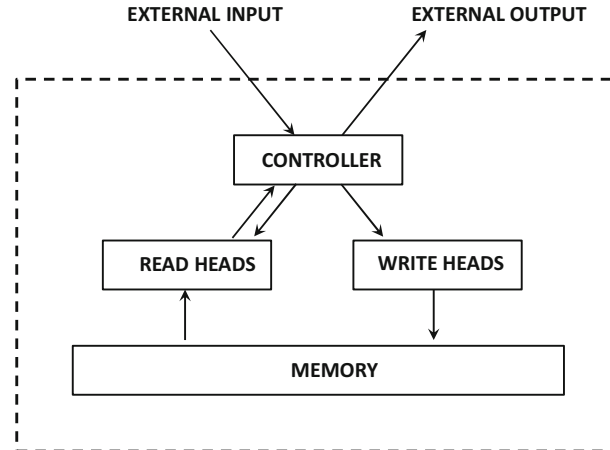 EXTERNAL INPUT
EXTERNAL OUTPUT
CONTROLLER
READ HEADS
WRITE HEADS
MEMORY